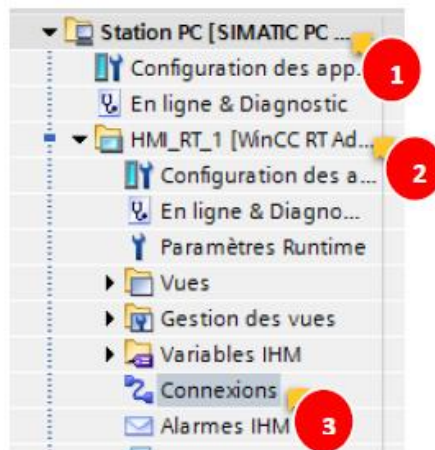 Station PC [SIMATIC PC ...
Configuration des app.
1
En ligne & Diagnostic
HMI_RT_1 [WinCC RT Ad...
2
Configuration des a...
En ligne & Diagno...
Paramètres Runtime
Vues
Gestion des vues
Variables IHM
Connexions
Alarmes IHM
3